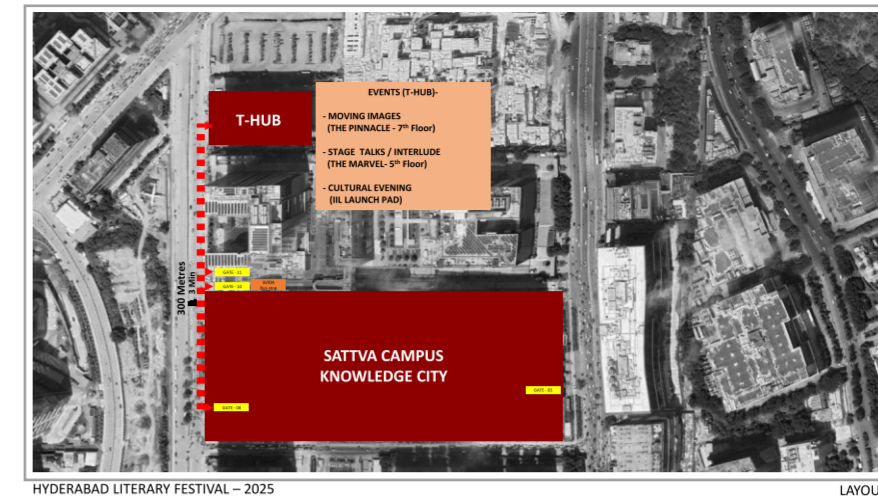 T-HUB
EVENTS (T-HUB)-
- MOVING IMAGES
(THE PINNACLE - 7th Floor)
- STAGE TALKS / INTERLUDE
(THE MARVEL- 5th Floor)
- CULTURAL EVENING
(IIL LAUNCH PAD)
300 Metres
3 Min
GATE - 11
GATE - 10
SATTVA CAMPUS
KNOWLEDGE CITY
GATE - 01
GATE - 08
HYDERABAD LITERARY FESTIVAL – 2025
LAYOU